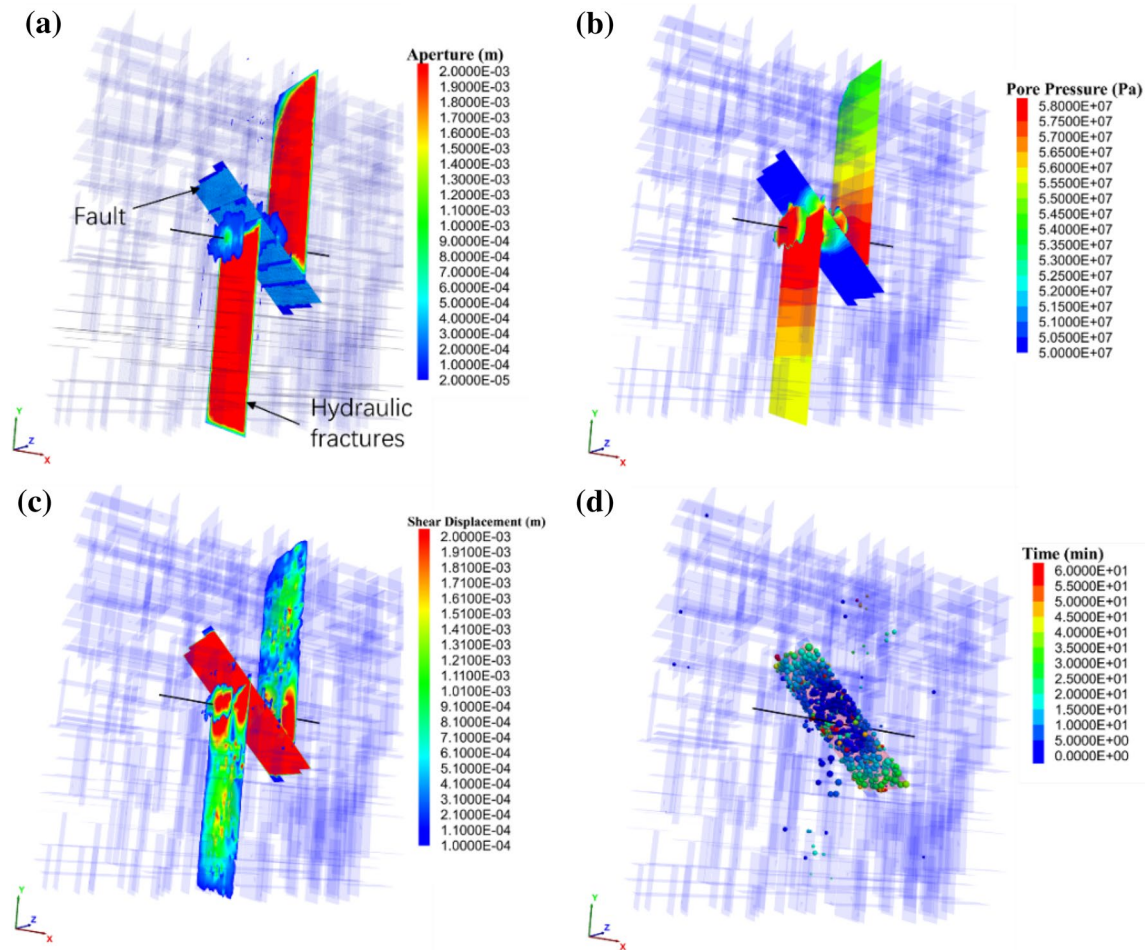 (a)
Aperture (m)
2.0000E-03
1.9000E-03
1.8000E-03
1.7000E-03
1.6000E-03
1.5000E-03
1.4000E-03
1.3000E-03
1.2000E-03
1.1000E-03
1.0000E-03
9.0000E-04
8.0000E-04
7.0000E-04
6.0000E-04
5.0000E-04
4.0000E-04
3.0000E-04
2.0000E-04
1.0000E-04
2.0000E-05
Fault
Hydraulic
fractures
Y
Z
X
(b)
Pore Pressure (Pa)
5.8000E+07
5.7500E+07
5.7000E+07
5.6500E+07
5.6000E+07
5.5500E+07
5.5000E+07
5.4500E+07
5.4000E+07
5.3500E+07
5.3000E+07
5.2500E+07
5.2000E+07
5.1500E+07
5.1000E+07
5.0500E+07
5.0000E+07
Y
Z
X
(c)
Shear Displacement (m)
2.0000E-03
1.9100E-03
1.8100E-03
1.7100E-03
1.6100E-03
1.5100E-03
1.4100E-03
1.3100E-03
1.2100E-03
1.1100E-03
1.0100E-03
9.1000E-04
8.1000E-04
7.1000E-04
6.1000E-04
5.1000E-04
4.1000E-04
3.1000E-04
2.1000E-04
1.1000E-04
1.0000E-04
Y
Z
X
(d)
Time (min)
6.0000E+01
5.5000E+01
5.0000E+01
4.5000E+01
4.0000E+01
3.5000E+01
3.0000E+01
2.5000E+01
2.0000E+01
1.5000E+01
1.0000E+01
5.0000E+00
0.0000E+00
Y
Z
X